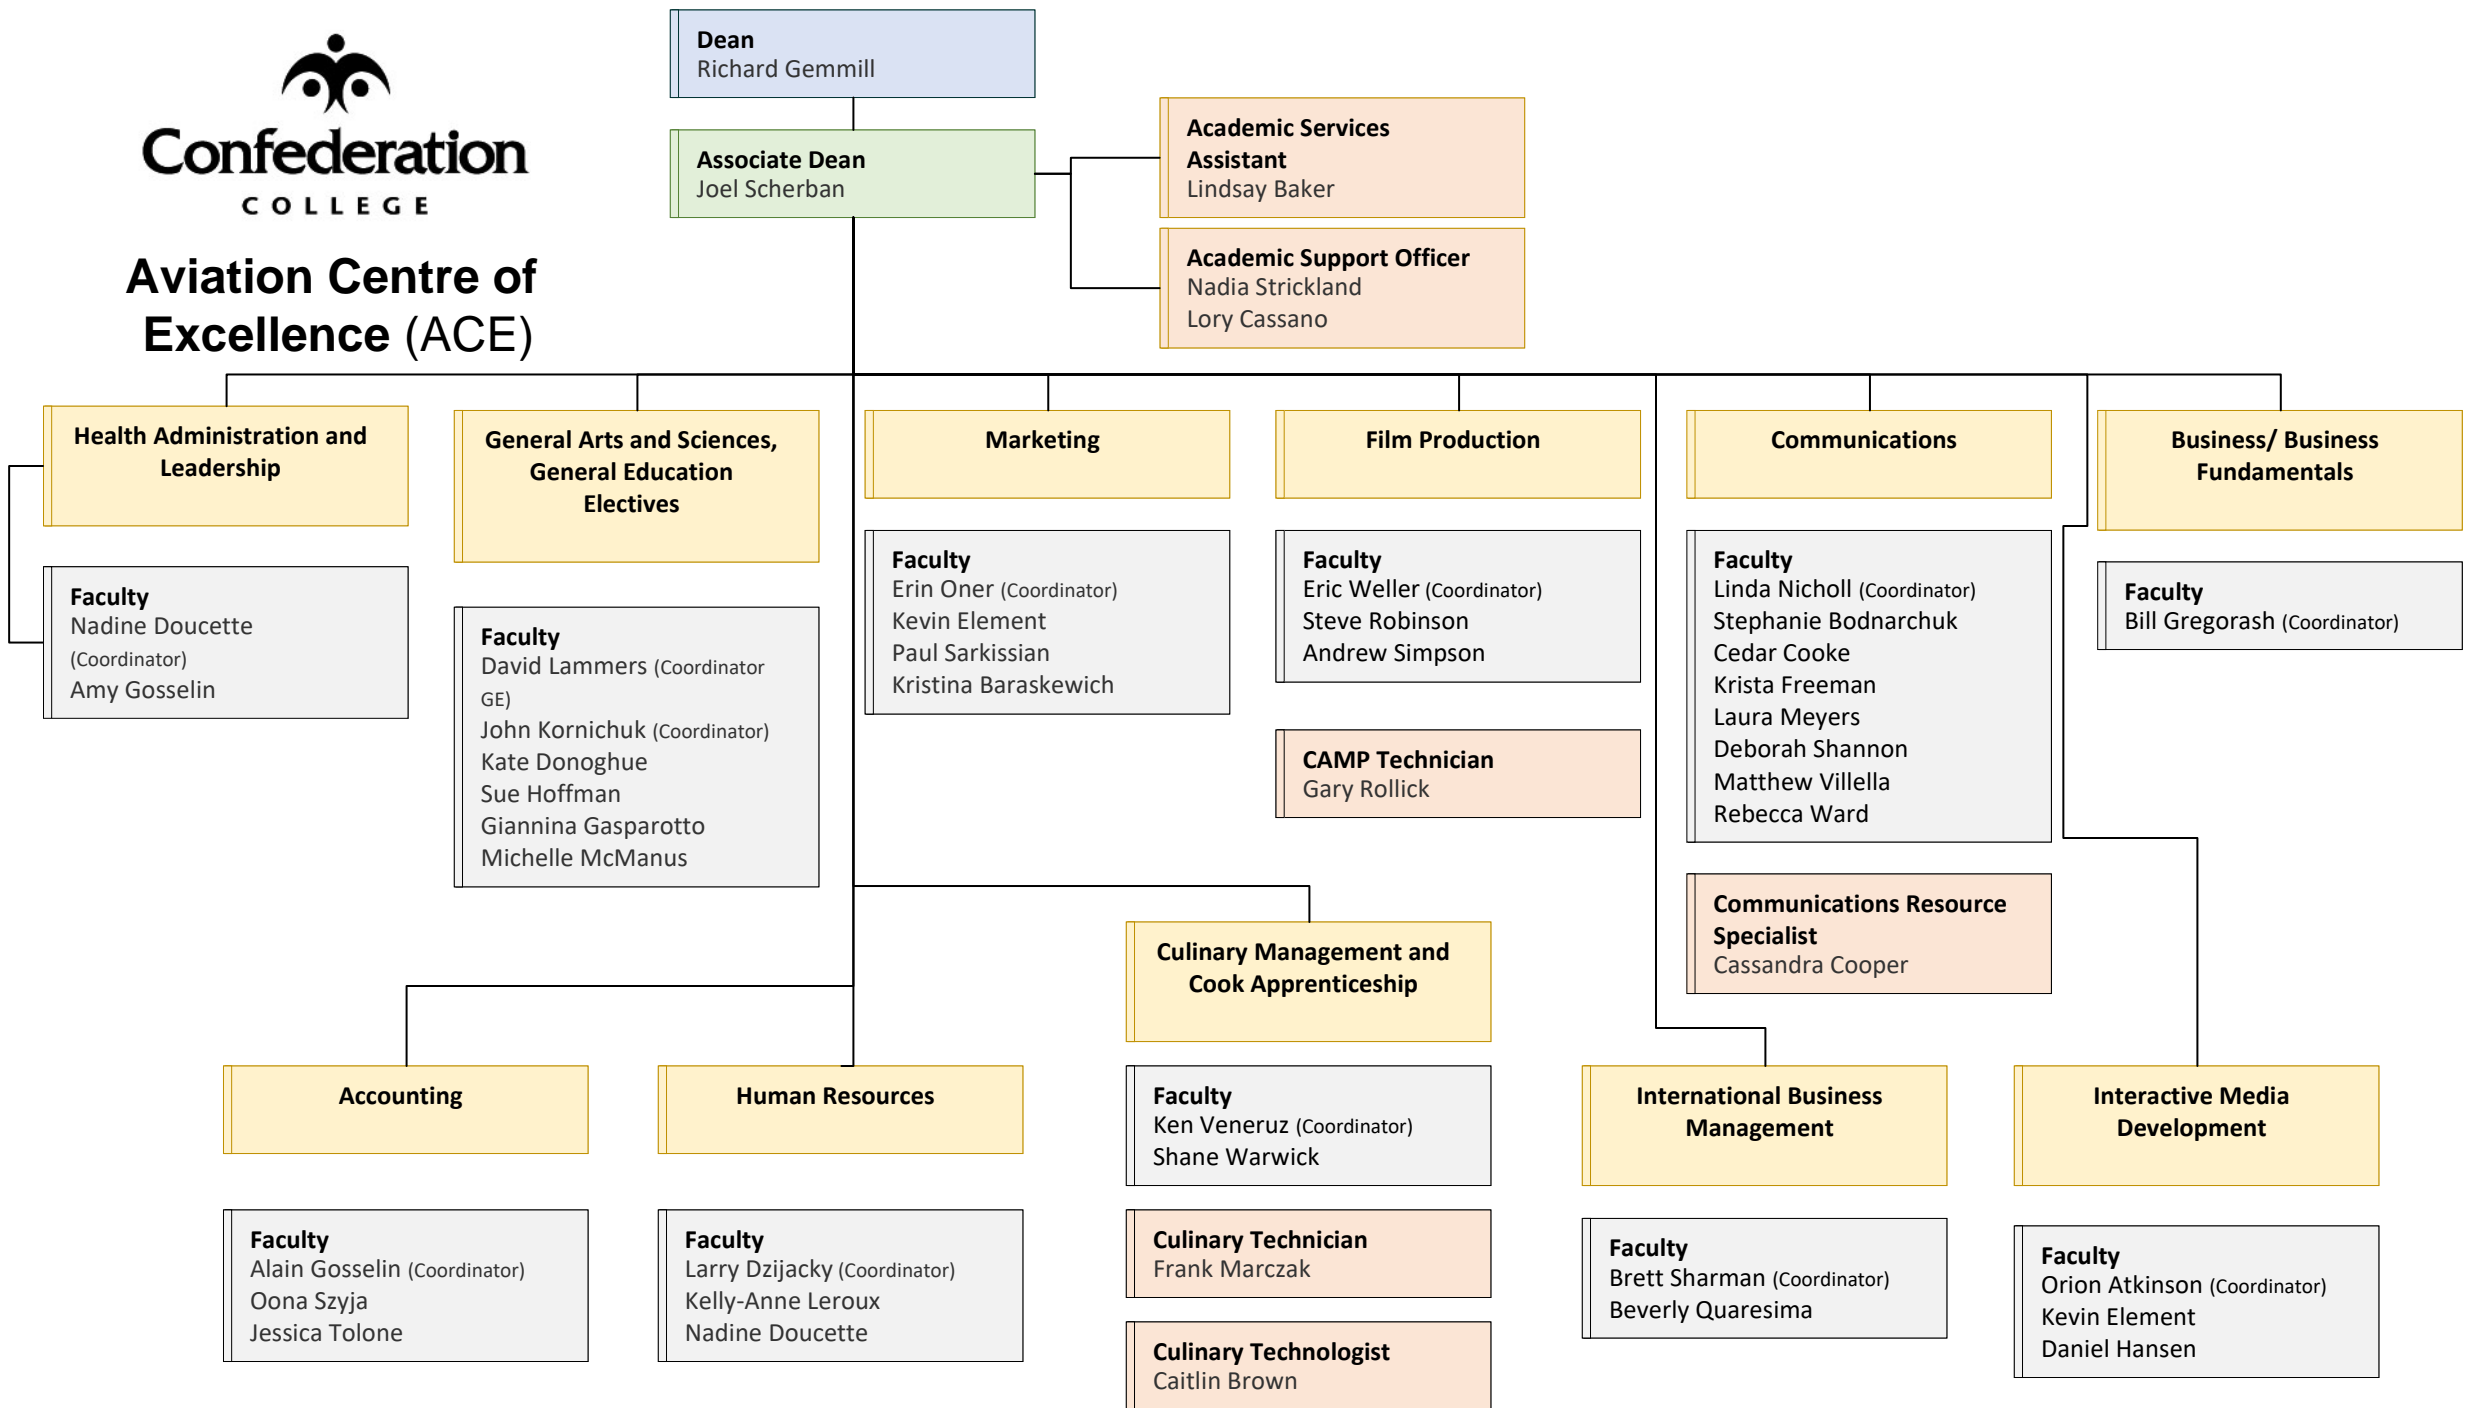 Confederation
COLLEGE
Aviation Centre of
Excellence (ACE)
Dean
Richard Gemmill
Associate Dean
Joel Scherban
Academic Services
Assistant
Lindsay Baker
Academic Support Officer
Nadia Strickland
Lory Cassano
Health Administration and
Leadership
Faculty
Nadine Doucette
(Coordinator)
Amy Gosselin
General Arts and Sciences,
General Education
Electives
Faculty
David Lammers (Coordinator
GE)
John Kornichuk (Coordinator)
Kate Donoghue
Sue Hoffman
Giannina Gasparotto
Michelle McManus
Marketing
Faculty
Erin Oner (Coordinator)
Kevin Element
Paul Sarkissian
Kristina Baraskewich
Film Production
Faculty
Eric Weller (Coordinator)
Steve Robinson
Andrew Simpson
CAMP Technician
Gary Rollick
Communications
Faculty
Linda Nicholl (Coordinator)
Stephanie Bodnarchuk
Cedar Cooke
Krista Freeman
Laura Meyers
Deborah Shannon
Matthew Villella
Rebecca Ward
Communications Resource
Specialist
Cassandra Cooper
Business/ Business
Fundamentals
Faculty
Bill Gregorash (Coordinator)
Accounting
Faculty
Alain Gosselin (Coordinator)
Oona Szyja
Jessica Tolone
Human Resources
Faculty
Larry Dzijacky (Coordinator)
Kelly-Anne Leroux
Nadine Doucette
Culinary Management and
Cook Apprenticeship
Faculty
Ken Veneruz (Coordinator)
Shane Warwick
Culinary Technician
Frank Marczak
Culinary Technologist
Caitlin Brown
International Business
Management
Faculty
Brett Sharman (Coordinator)
Beverly Quaresima
Interactive Media
Development
Faculty
Orion Atkinson (Coordinator)
Kevin Element
Daniel Hansen